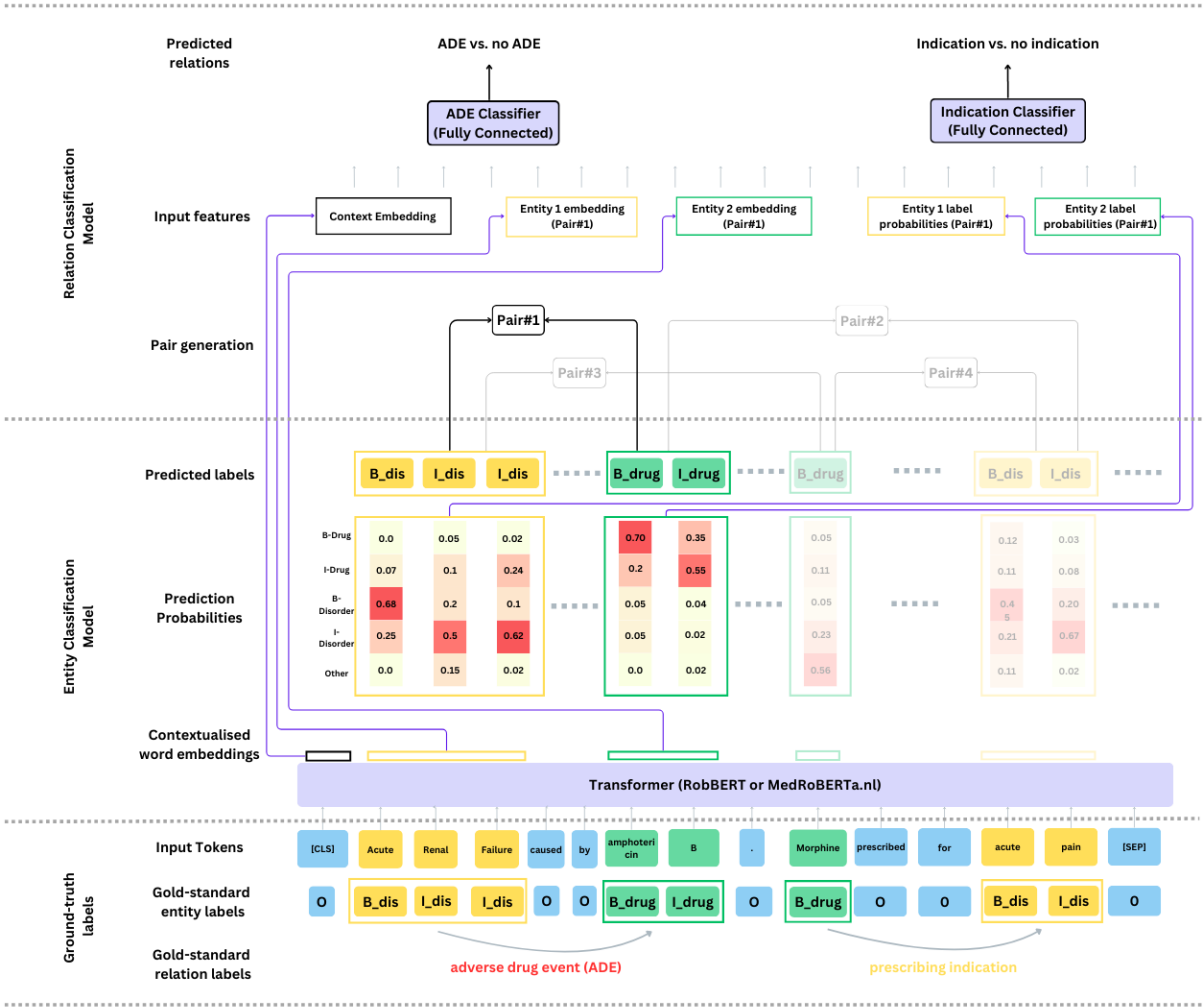 Predicted
relations
ADE vs. no ADE
Indication vs. no indication
ADE Classifier
(Fully Connected)
Indication Classifier
(Fully Connected)
Relation Classification
Model
Input features
Context Embedding
Entity 1 embedding
(Pair#1)
Entity 2 embedding
(Pair#1)
Entity 1 label
probabilities (Pair#1)
Entity 2 label
probabilities (Pair#1)
Pair generation
Pair#1
Pair#2
Pair#3
Pair#4
Entity Classification
Model
Predicted labels
B_dis I_dis I_dis B_drug I_drug B_drug B_dis I_dis
Prediction
Probabilities
B-Drug 0.0 0.05 0.02 0.70 0.35 0.05 0.12 0.03
I-Drug 0.07 0.1 0.24 0.2 0.55 0.11 0.11 0.08
B-
Disorder 0.68 0.2 0.1 0.05 0.04 0.05 0.4
5 0.20
I-
Disorder 0.25 0.5 0.62 0.05 0.02 0.23 0.21 0.67
Other 0.0 0.15 0.02 0.0 0.02 0.56 0.11 0.02
Contextualised
word embeddings
Transformer (RobBERT or MedRoBERTa.nl)
Ground-truth
labels
Input Tokens
[CLS] Acute Renal Failure caused by amphoteri
cin B . Morphine prescribed for acute pain [SEP]
Gold-standard
entity labels
O B_dis I_dis I_dis O O B_drug I_drug O B_drug O 0 B_dis I_dis 0
Gold-standard
relation labels
adverse drug event (ADE)
prescribing indication